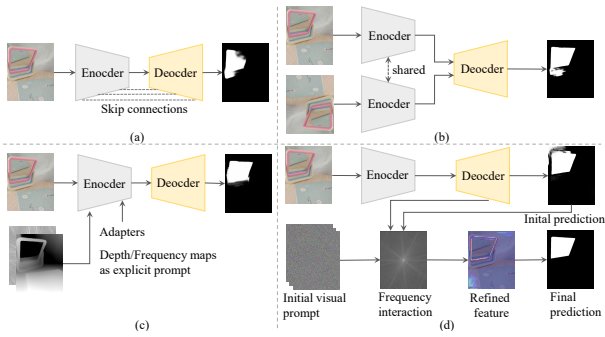 Enocder
Deocder
Skip connections
(a)
Enocder
shared
Enocder
Deocder
(b)
Enocder
Deocder
Adapters
Depth/Frequency maps
as explicit prompt
(c)
Enocder
Deocder
Inital prediction
Initial visual
prompt
Frequency
interaction
Refined
feature
Final
prediction
(d)